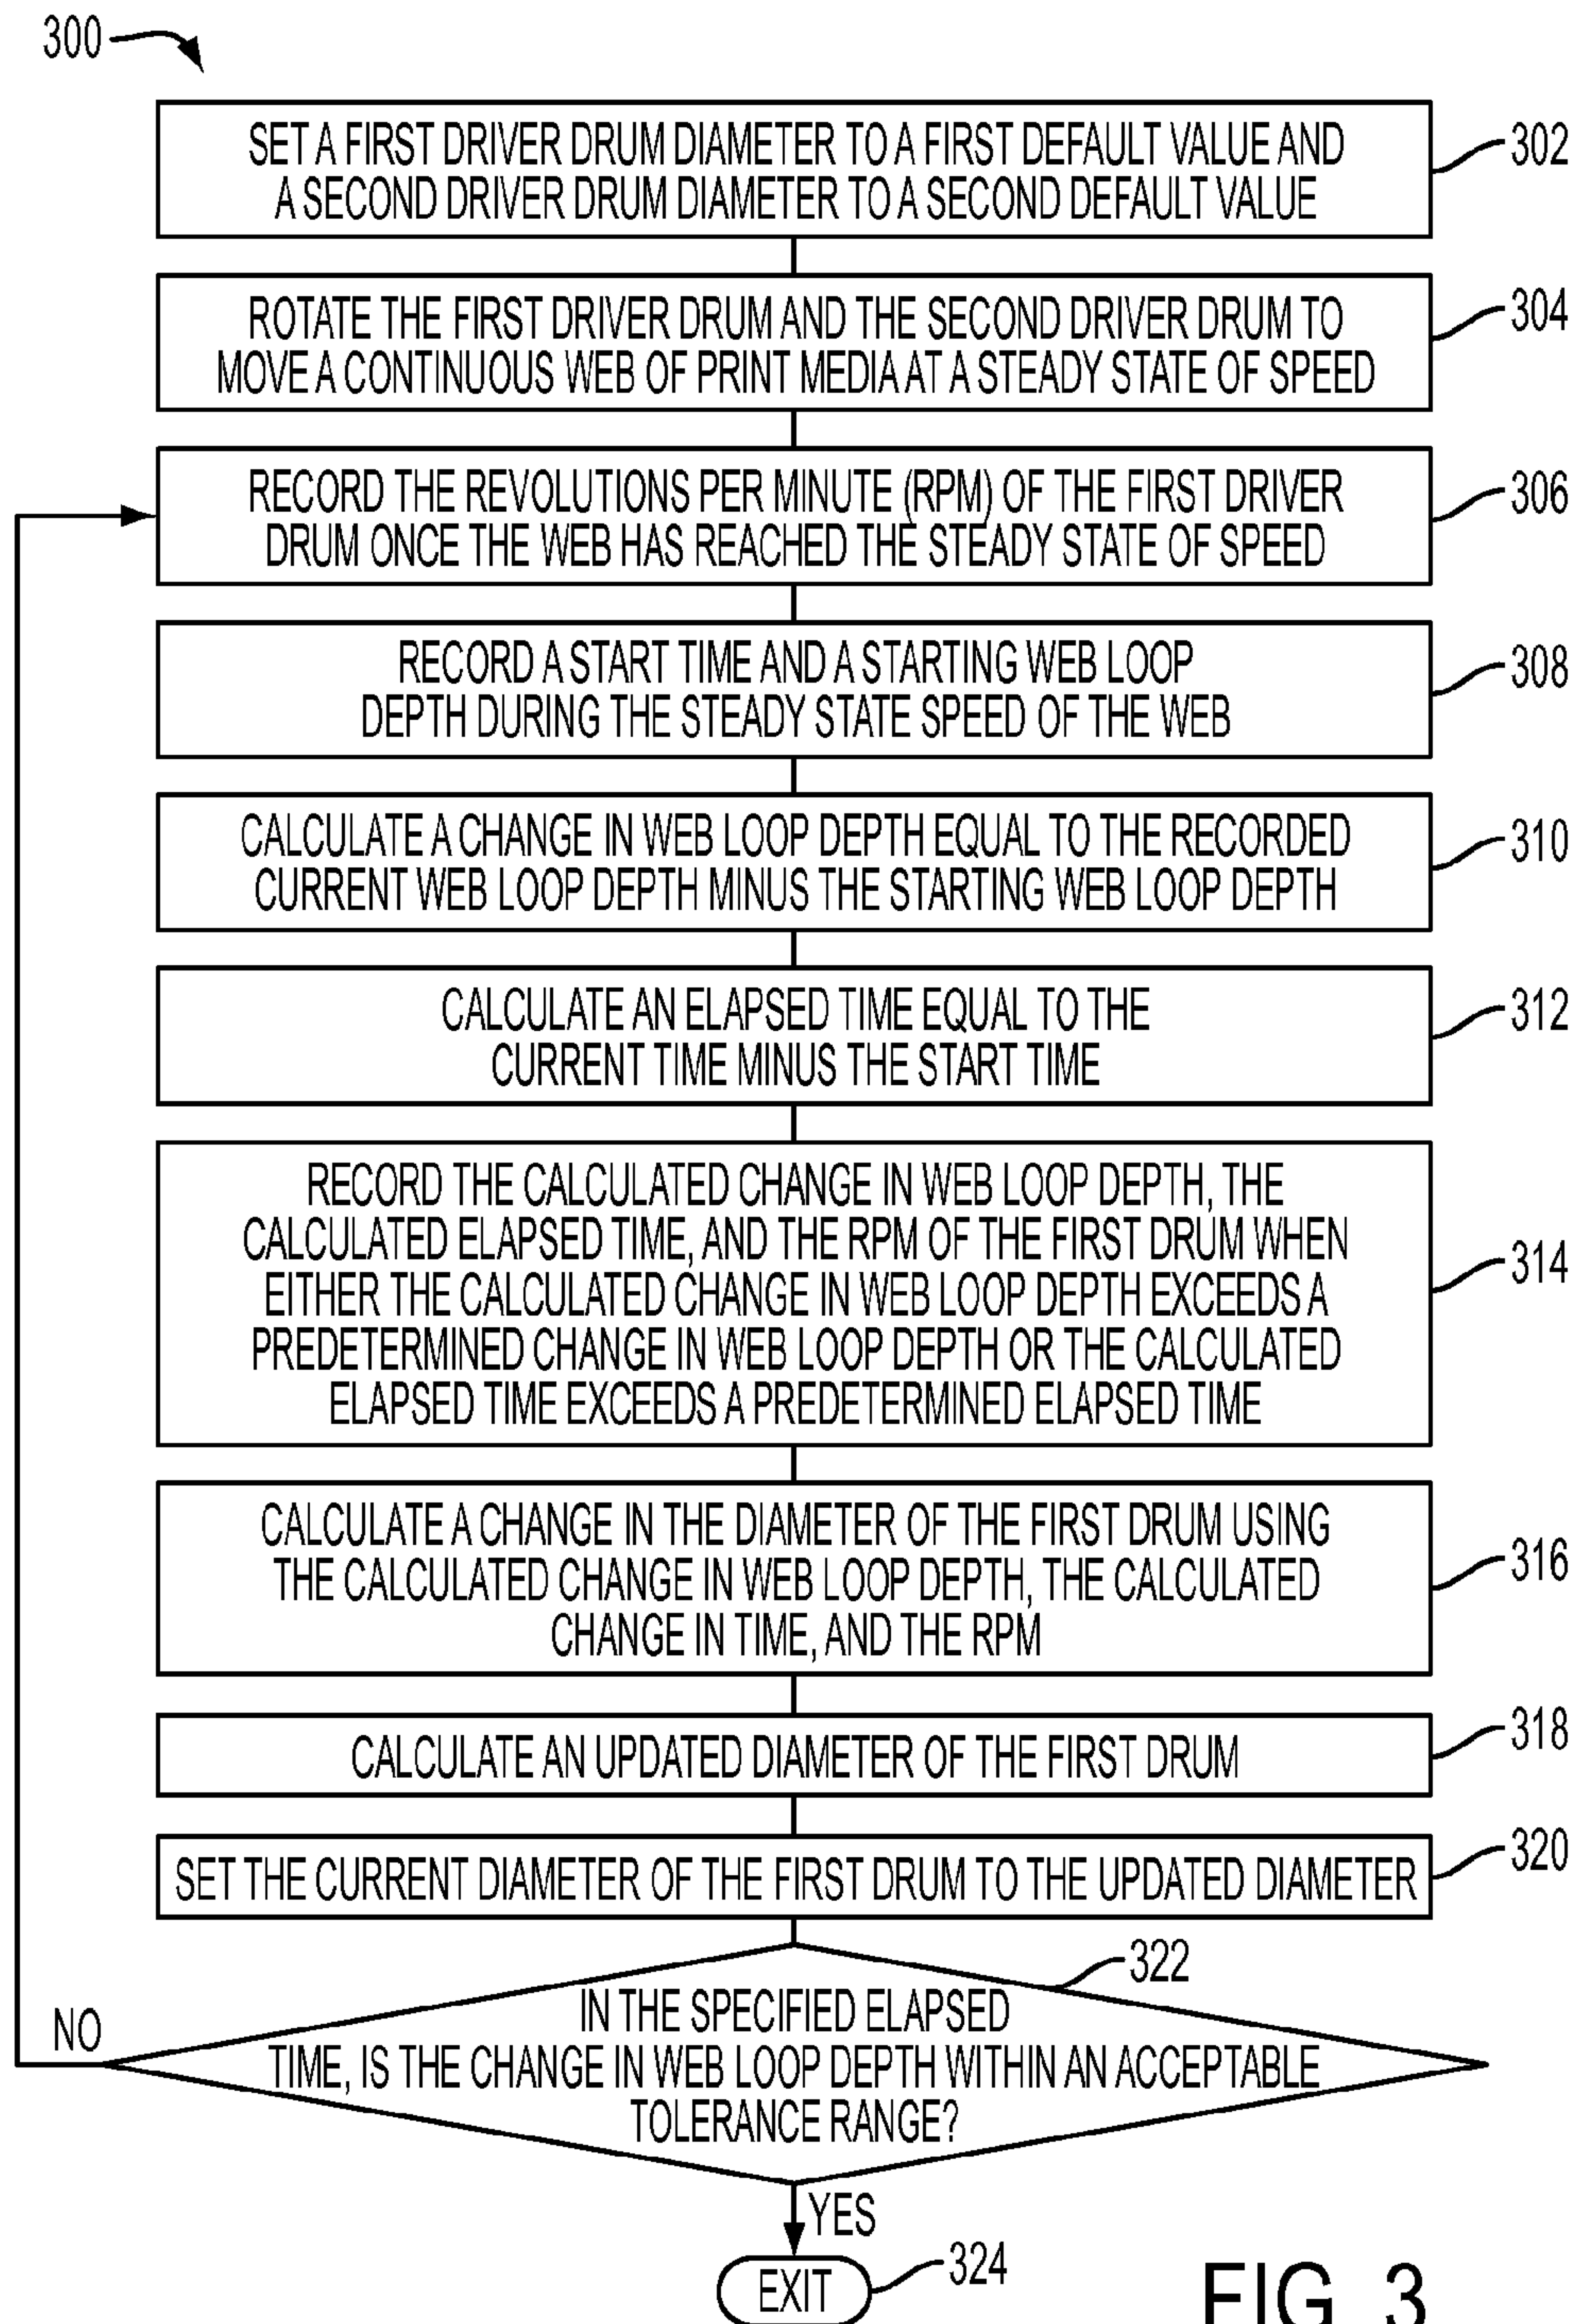 300
SET A FIRST DRIVER DRUM DIAMETER TO A FIRST DEFAULT VALUE AND
A SECOND DRIVER DRUM DIAMETER TO A SECOND DEFAULT VALUE
302
ROTATE THE FIRST DRIVER DRUM AND THE SECOND DRIVER DRUM TO
MOVE A CONTINUOUS WEB OF PRINT MEDIA AT A STEADY STATE OF SPEED
304
RECORD THE REVOLUTIONS PER MINUTE (RPM) OF THE FIRST DRIVER
DRUM ONCE THE WEB HAS REACHED THE STEADY STATE OF SPEED
306
RECORD A START TIME AND A STARTING WEB LOOP
DEPTH DURING THE STEADY STATE SPEED OF THE WEB
308
CALCULATE A CHANGE IN WEB LOOP DEPTH EQUAL TO THE RECORDED
CURRENT WEB LOOP DEPTH MINUS THE STARTING WEB LOOP DEPTH
310
CALCULATE AN ELAPSED TIME EQUAL TO THE
CURRENT TIME MINUS THE START TIME
312
RECORD THE CALCULATED CHANGE IN WEB LOOP DEPTH, THE
CALCULATED ELAPSED TIME, AND THE RPM OF THE FIRST DRUM WHEN
EITHER THE CALCULATED CHANGE IN WEB LOOP DEPTH EXCEEDS A
PREDETERMINED CHANGE IN WEB LOOP DEPTH OR THE CALCULATED
ELAPSED TIME EXCEEDS A PREDETERMINED ELAPSED TIME
314
CALCULATE A CHANGE IN THE DIAMETER OF THE FIRST DRUM USING
THE CALCULATED CHANGE IN WEB LOOP DEPTH, THE CALCULATED
CHANGE IN TIME, AND THE RPM
316
CALCULATE AN UPDATED DIAMETER OF THE FIRST DRUM
318
SET THE CURRENT DIAMETER OF THE FIRST DRUM TO THE UPDATED DIAMETER
320
322
IN THE SPECIFIED ELAPSED
TIME, IS THE CHANGE IN WEB LOOP DEPTH WITHIN AN ACCEPTABLE
TOLERANCE RANGE?
NO
YES
EXIT
324
FIG. 3